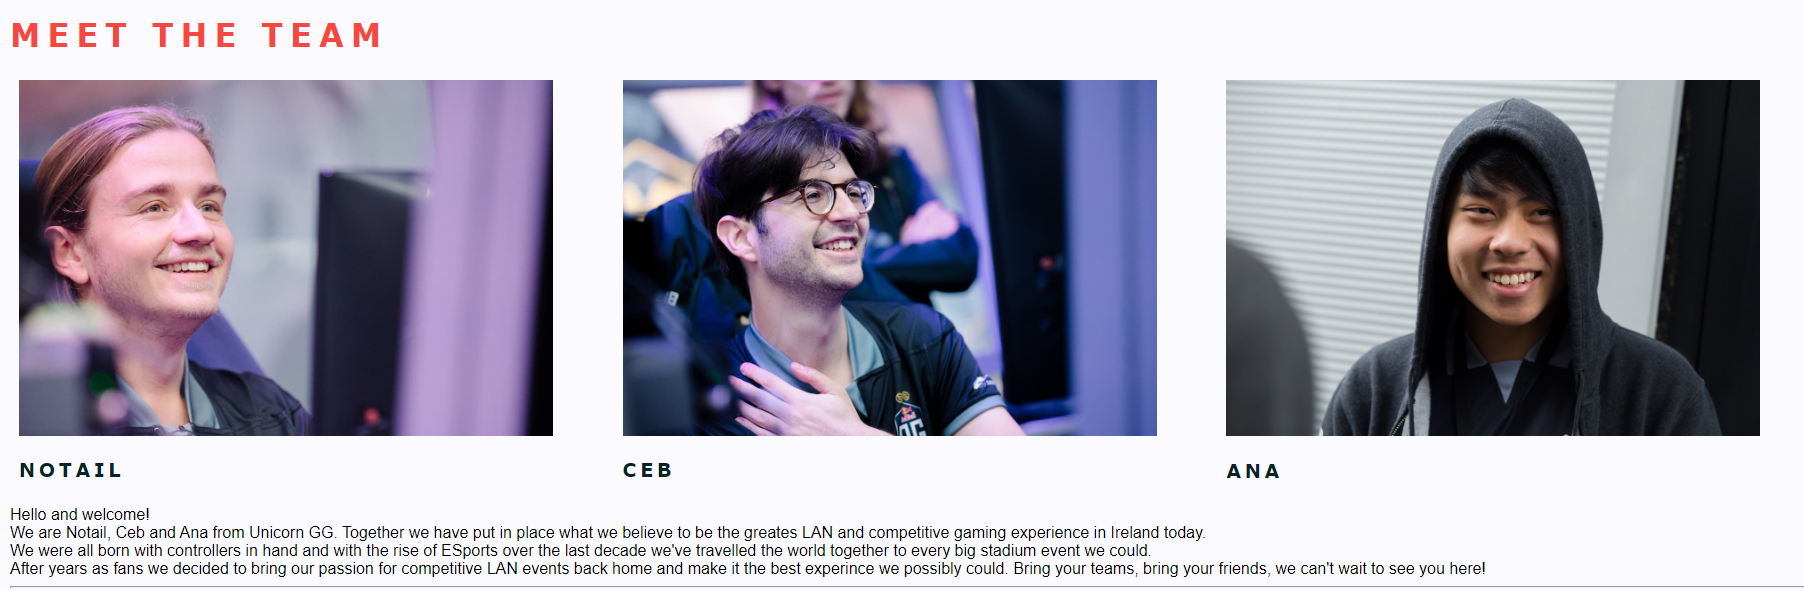 MEET THE TEAM
Red Bull
OG
NOTAIL
CEB
ANA
Hello and welcome!
We are Notail, Ceb and Ana from Unicorn GG. Together we have put in place what we believe to be the greates LAN and competitive gaming experience in Ireland today.
We were all born with controllers in hand and with the rise of ESports over the last decade we've travelled the world together to every big stadium event we could.
After years as fans we decided to bring our passion for competitive LAN events back home and make it the best experince we possibly could. Bring your teams, bring your friends, we can't wait to see you here!